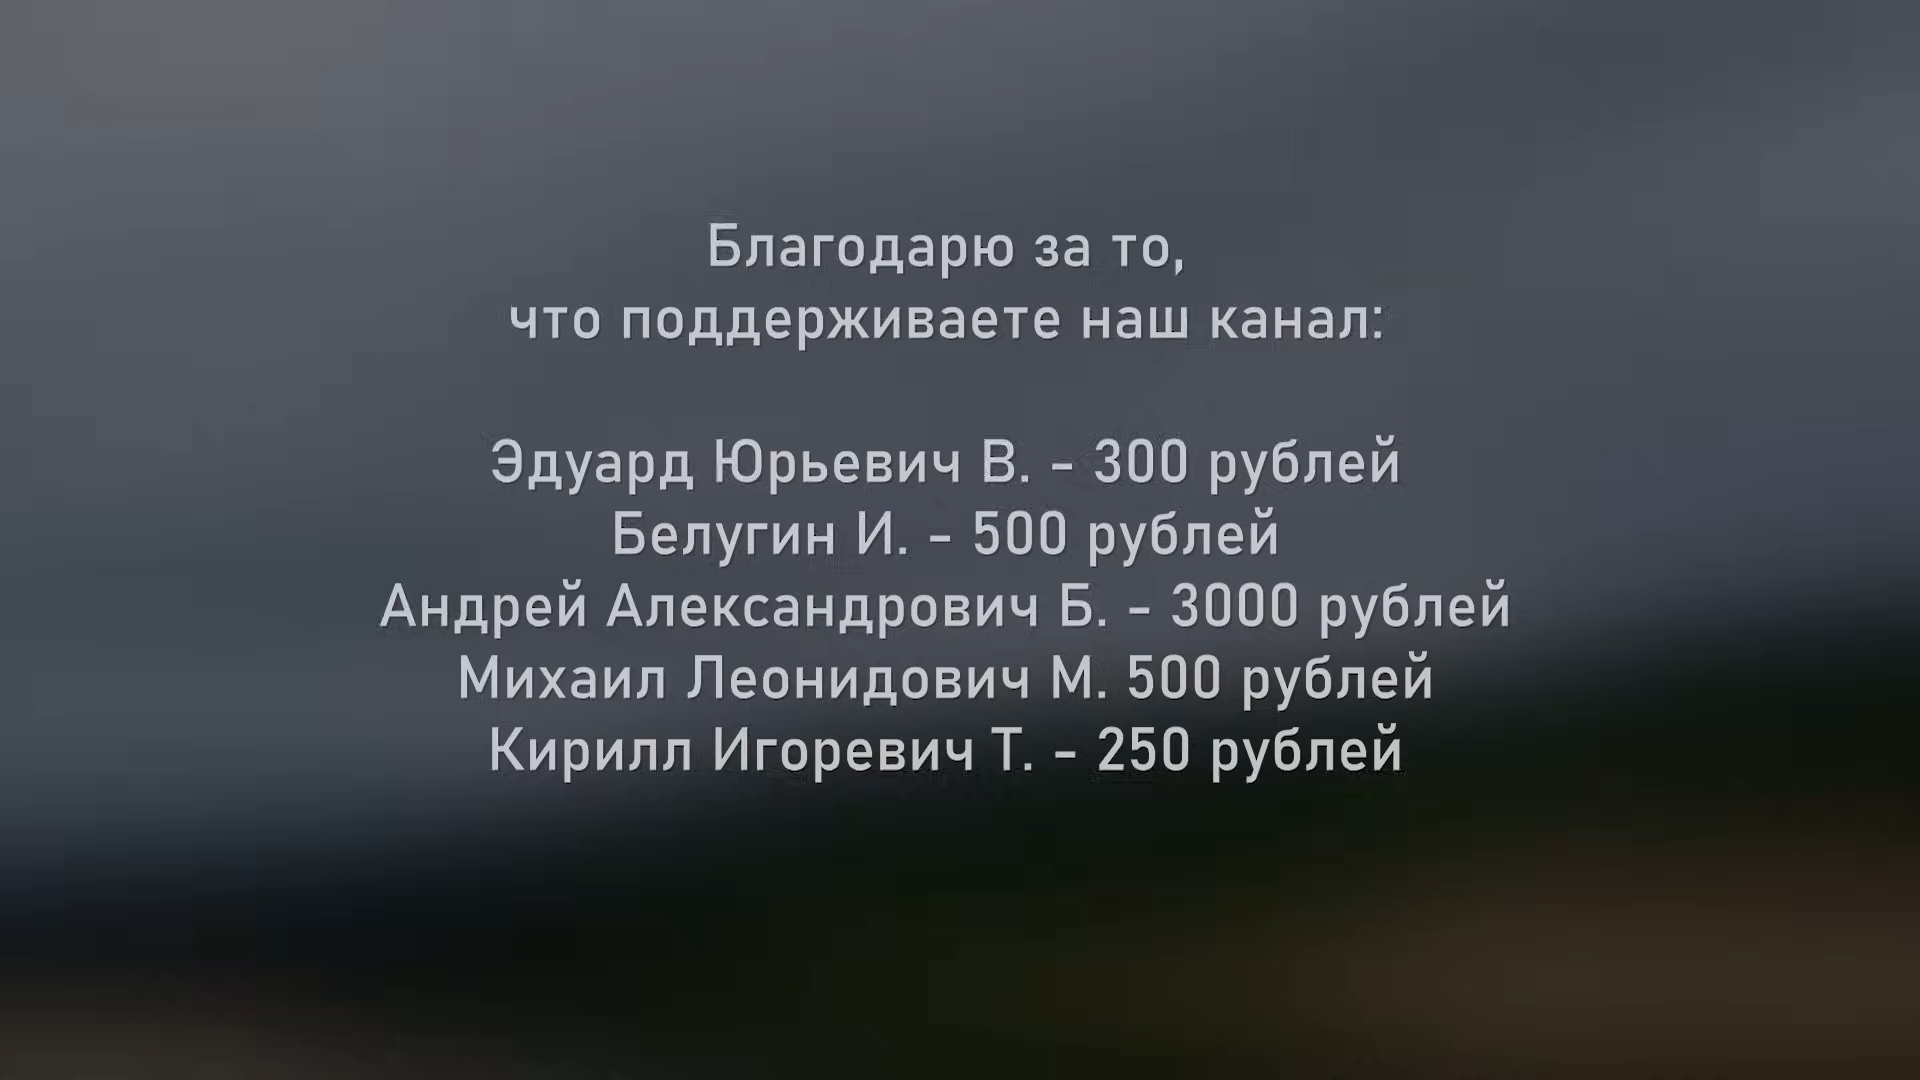 Благодарю за то,
что поддерживаете наш канал:
Эдуард Юрьевич В. - 300 рублей
Белугин И. - 500 рублей
Андрей Александрович Б. - 3000 рублей
Михаил Леонидович М. 500 рублей
Кирилл Игоревич Т. - 250 рублей